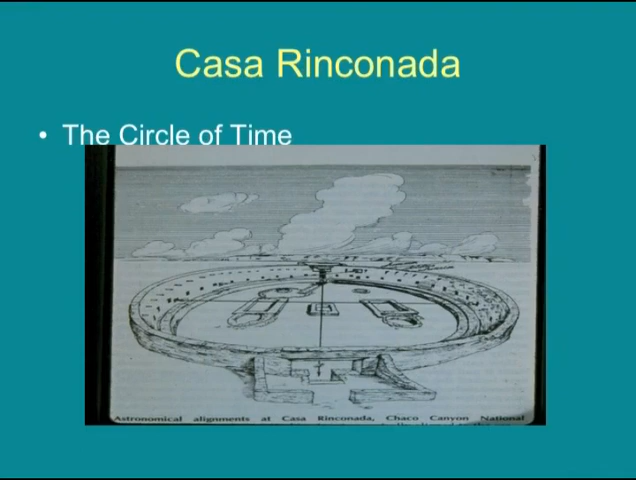 Casa Rinconada
• The Circle of Time
Astronomical alignments at Casa Rinconada, Chaco Canyon National